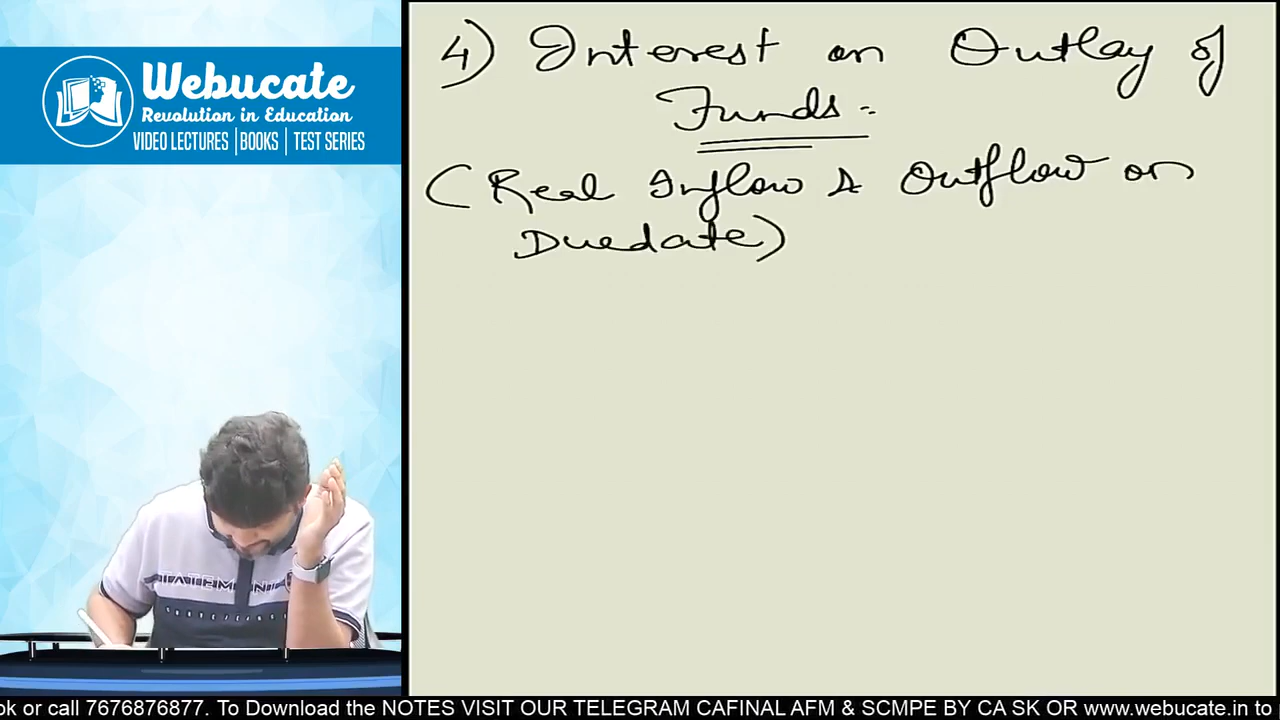 Webucate
Revolution in Education
VIDEO LECTURES | BOOKS | TEST SERIES
4) Interest on Outlay of
Funds :-
(Real Inflow & Outflow on
Duedate)
ok or call 7676876877. To Download the NOTES VISIT OUR TELEGRAM CAFINAL AFM & SCMPE BY CA SK OR www.webucate.in to